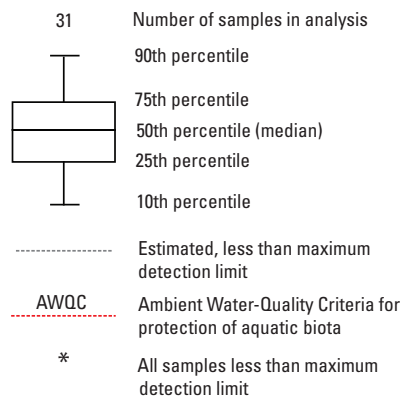 31 Number of samples in analysis
90th percentile
75th percentile
50th percentile (median)
25th percentile
10th percentile
Estimated, less than maximum
detection limit
AWQC Ambient Water-Quality Criteria for
protection of aquatic biota
* All samples less than maximum
detection limit